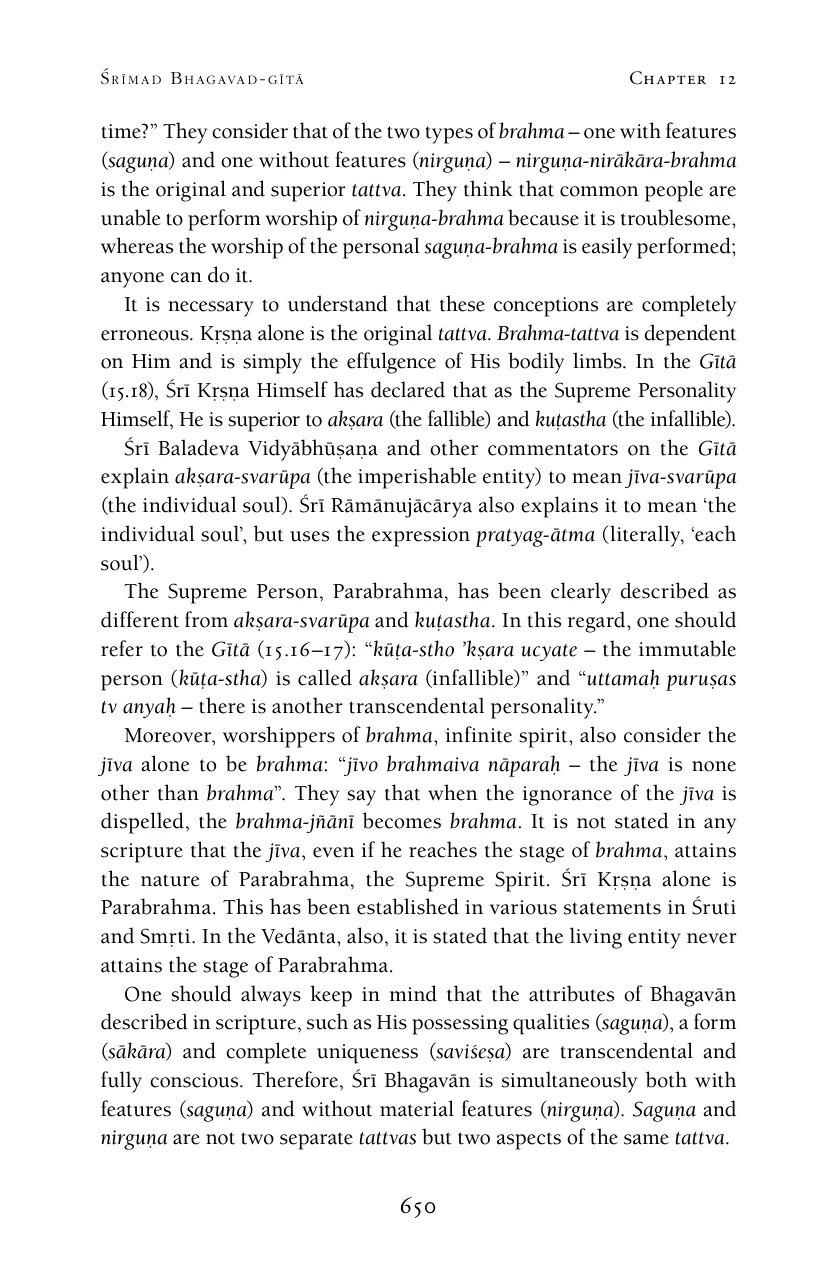 Śrīmad Bhagavad-gītā Chapter 12
time?” They consider that of the two types of brahma – one with features
(saguṇa) and one without features (nirguṇa) – nirguṇa-nirākāra-brahma
is the original and superior tattva. They think that common people are
unable to perform worship of nirguṇa-brahma because it is troublesome,
whereas the worship of the personal saguṇa-brahma is easily performed;
anyone can do it.
It is necessary to understand that these conceptions are completely
erroneous. Kṛṣṇa alone is the original tattva. Brahma-tattva is dependent
on Him and is simply the effulgence of His bodily limbs. In the Gītā
(15.18), Śrī Kṛṣṇa Himself has declared that as the Supreme Personality
Himself, He is superior to akṣara (the fallible) and kuṭastha (the infallible).
Śrī Baladeva Vidyābhūṣaṇa and other commentators on the Gītā
explain akṣara-svarūpa (the imperishable entity) to mean jīva-svarūpa
(the individual soul). Śrī Rāmānujācārya also explains it to mean ‘the
individual soul’, but uses the expression pratyag-ātma (literally, ‘each
soul’).
The Supreme Person, Parabrahma, has been clearly described as
different from akṣara-svarūpa and kuṭastha. In this regard, one should
refer to the Gītā (15.16–17): “kūṭa-stho ’kṣara ucyate – the immutable
person (kūṭa-stha) is called akṣara (infallible)” and “uttamaḥ puruṣas
tv anyaḥ – there is another transcendental personality.”
Moreover, worshippers of brahma, infinite spirit, also consider the
jīva alone to be brahma: “jīvo brahmaiva nāparaḥ – the jīva is none
other than brahma”. They say that when the ignorance of the jīva is
dispelled, the brahma-jñānī becomes brahma. It is not stated in any
scripture that the jīva, even if he reaches the stage of brahma, attains
the nature of Parabrahma, the Supreme Spirit. Śrī Kṛṣṇa alone is
Parabrahma. This has been established in various statements in Śruti
and Smṛti. In the Vedānta, also, it is stated that the living entity never
attains the stage of Parabrahma.
One should always keep in mind that the attributes of Bhagavān
described in scripture, such as His possessing qualities (saguṇa), a form
(sākāra) and complete uniqueness (saviśeṣa) are transcendental and
fully conscious. Therefore, Śrī Bhagavān is simultaneously both with
features (saguṇa) and without material features (nirguṇa). Saguṇa and
nirguṇa are not two separate tattvas but two aspects of the same tattva.
650